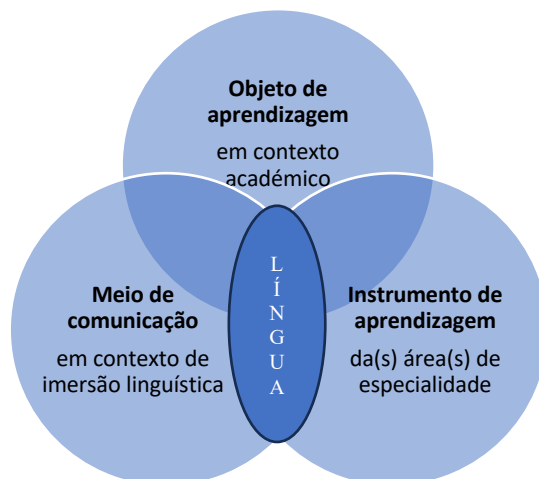 Objeto de
aprendizagem
em contexto
académico
Meio de
comunicação
em contexto de
imersão linguística
LÍNGUA
Instrumento de
aprendizagem
da(s) área(s) de
especialidade